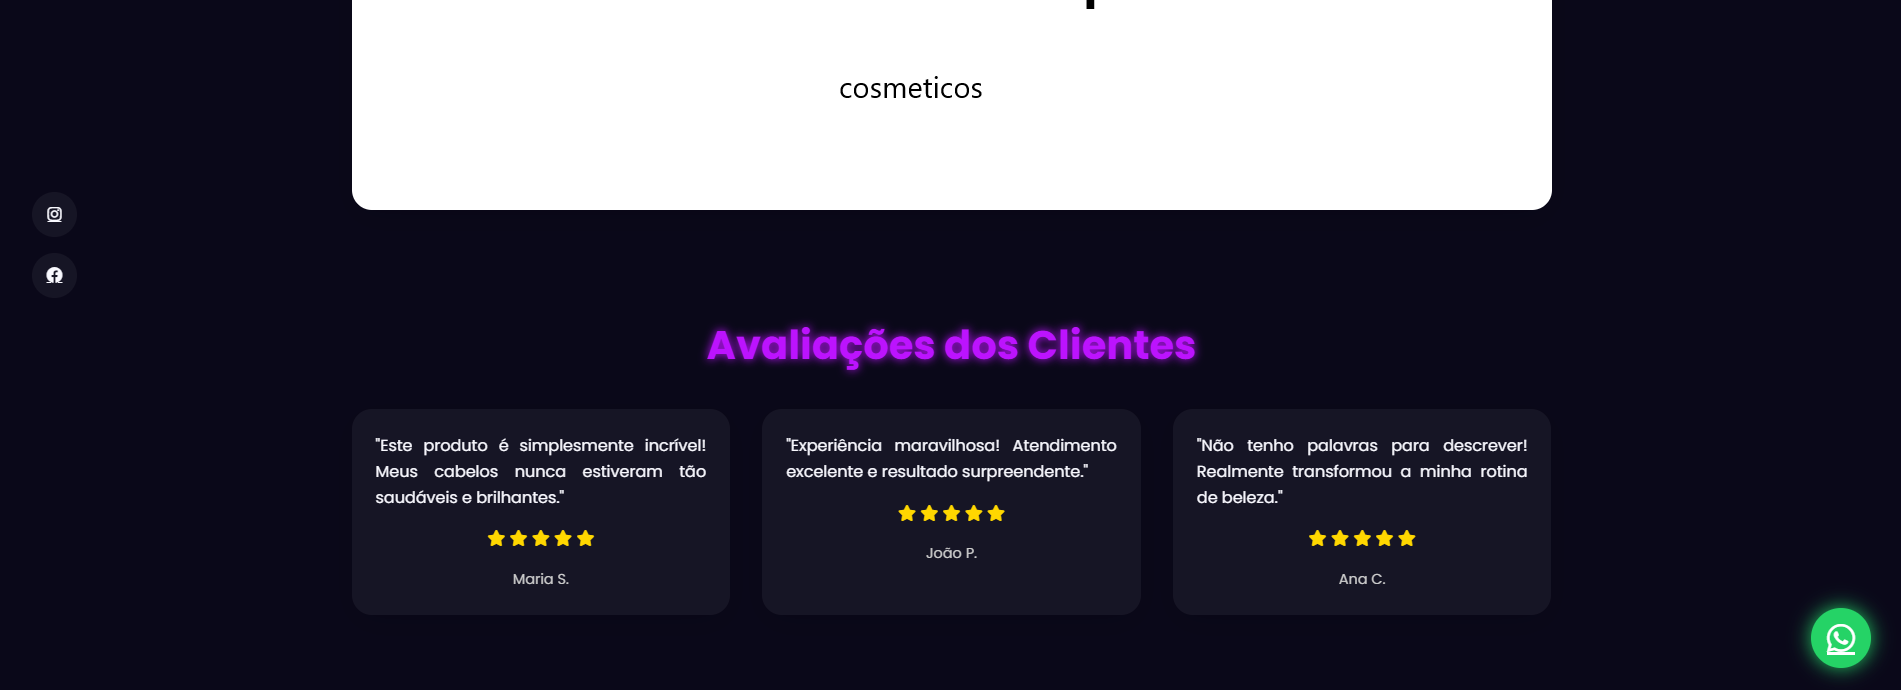 cosmeticos
Avaliações dos Clientes
"Este produto é simplesmente incrível!
Meus cabelos nunca estiveram tão
saudáveis e brilhantes."
Maria S.
"Experiência maravilhosa! Atendimento
excelente e resultado surpreendente."
João P.
"Não tenho palavras para descrever!
Realmente transformou a minha rotina
de beleza."
Ana C.